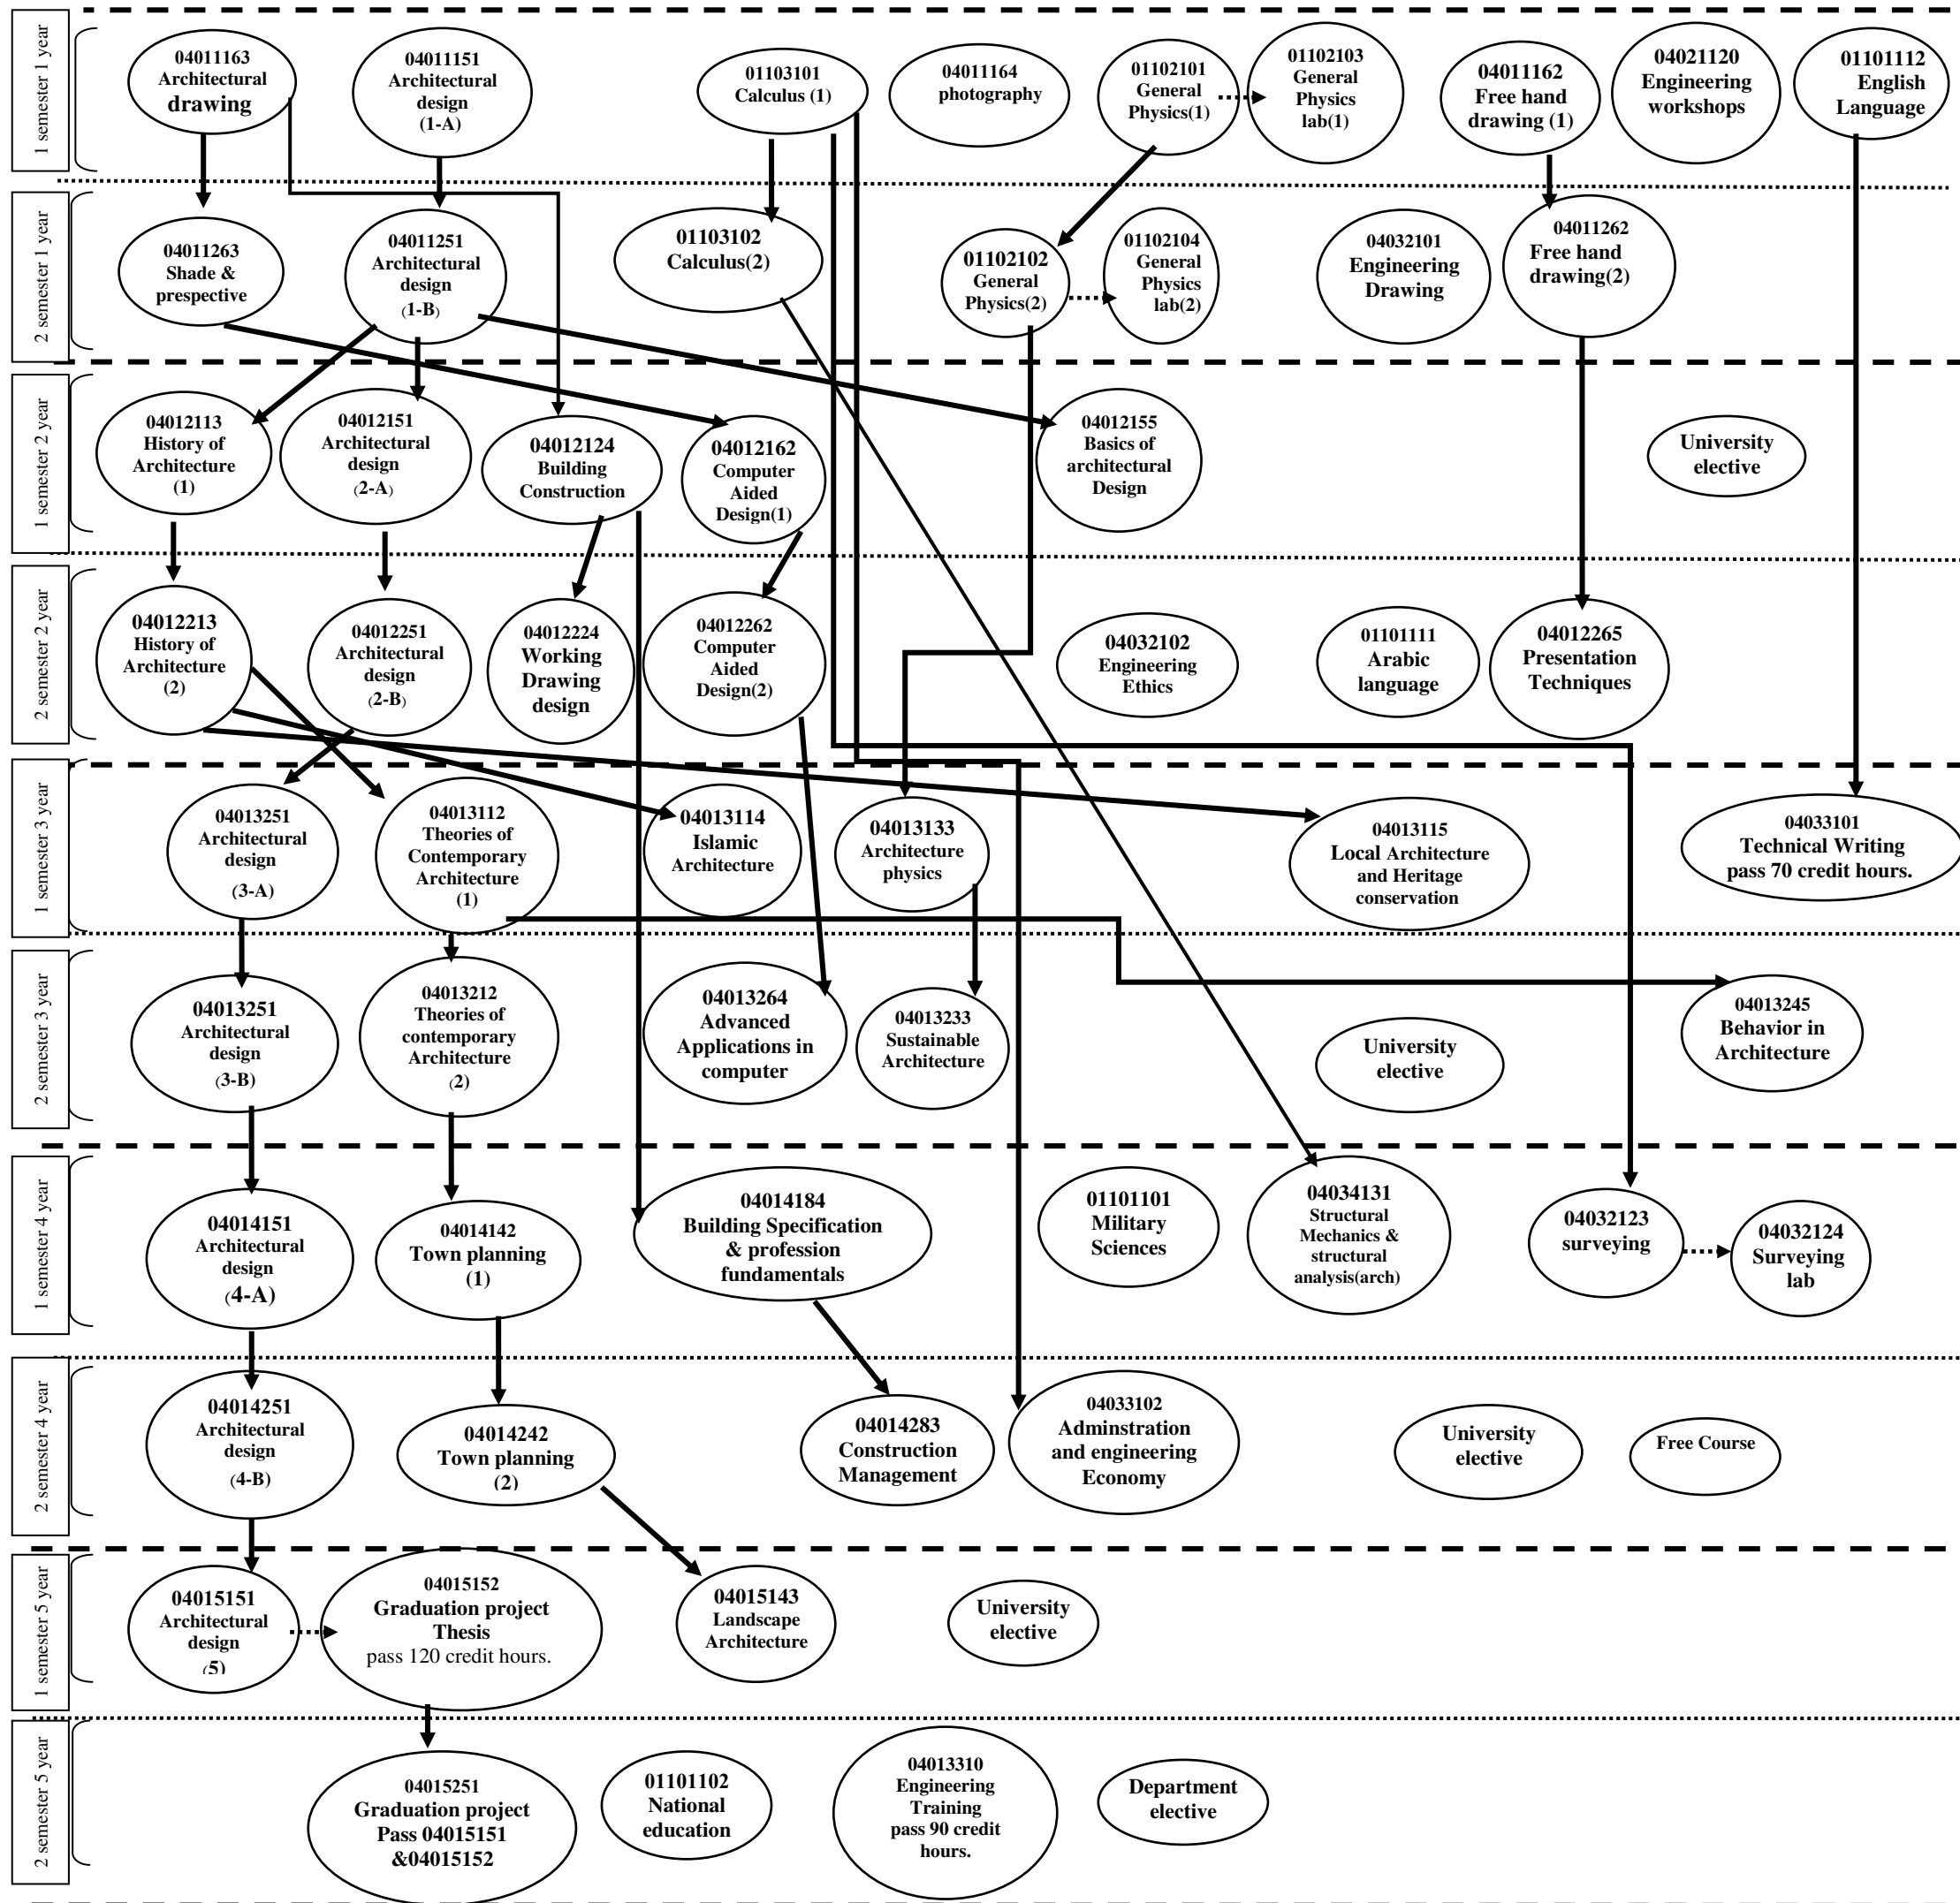 1 semester 1 year
04011163
Architectural
drawing
04011151
Architectural
design
(1-A)
01103101
Calculus (1)
04011164
photography
01102101
General
Physics(1)
01102103
General
Physics
lab(1)
04011162
Free hand
drawing (1)
04021120
Engineering
workshops
01101112
English
Language
2 semester 1 year
04011263
Shade &
prespective
04011251
Architectural
design
(1-B)
01103102
Calculus(2)
01102102
General
Physics(2)
01102104
General
Physics
lab(2)
04032101
Engineering
Drawing
04011262
Free hand
drawing(2)
1 semester 2 year
04012113
History of
Architecture
(1)
04012151
Architectural
design
(2-A)
04012124
Building
Construction
04012162
Computer
Aided
Design(1)
04012155
Basics of
architectural
Design
University
elective
2 semester 2 year
04012213
History of
Architecture
(2)
04012251
Architectural
design
(2-B)
04012224
Working
Drawing
design
04012262
Computer
Aided
Design(2)
04032102
Engineering
Ethics
01101111
Arabic
language
04012265
Presentation
Techniques
1 semester 3 year
04013251
Architectural
design
(3-A)
04013112
Theories of
Contemporary
Architecture
(1)
04013114
Islamic
Architecture
04013133
Architecture
physics
04013115
Local Architecture
and Heritage
conservation
04033101
Technical Writing
pass 70 credit hours.
2 semester 3 year
04013251
Architectural
design
(3-B)
04013212
Theories of
contemporary
Architecture
(2)
04013264
Advanced
Applications in
computer
04013233
Sustainable
Architecture
University
elective
04013245
Behavior in
Architecture
1 semester 4 year
04014151
Architectural
design
(4-A)
04014142
Town planning
(1)
04014184
Building Specification
& profession
fundamentals
01101101
Military
Sciences
04034131
Structural
Mechanics &
structural
analysis(arch)
04032123
surveying
04032124
Surveying
lab
2 semester 4 year
04014251
Architectural
design
(4-B)
04014242
Town planning
(2)
04014283
Construction
Management
04033102
Adminstration
and engineering
Economy
University
elective
Free Course
1 semester 5 year
04015151
Architectural
design
(5)
04015152
Graduation project
Thesis
pass 120 credit hours.
04015143
Landscape
Architecture
University
elective
2 semester 5 year
04015251
Graduation project
Pass 04015151
&04015152
01101102
National
education
04013310
Engineering
Training
pass 90 credit
hours.
Department
elective